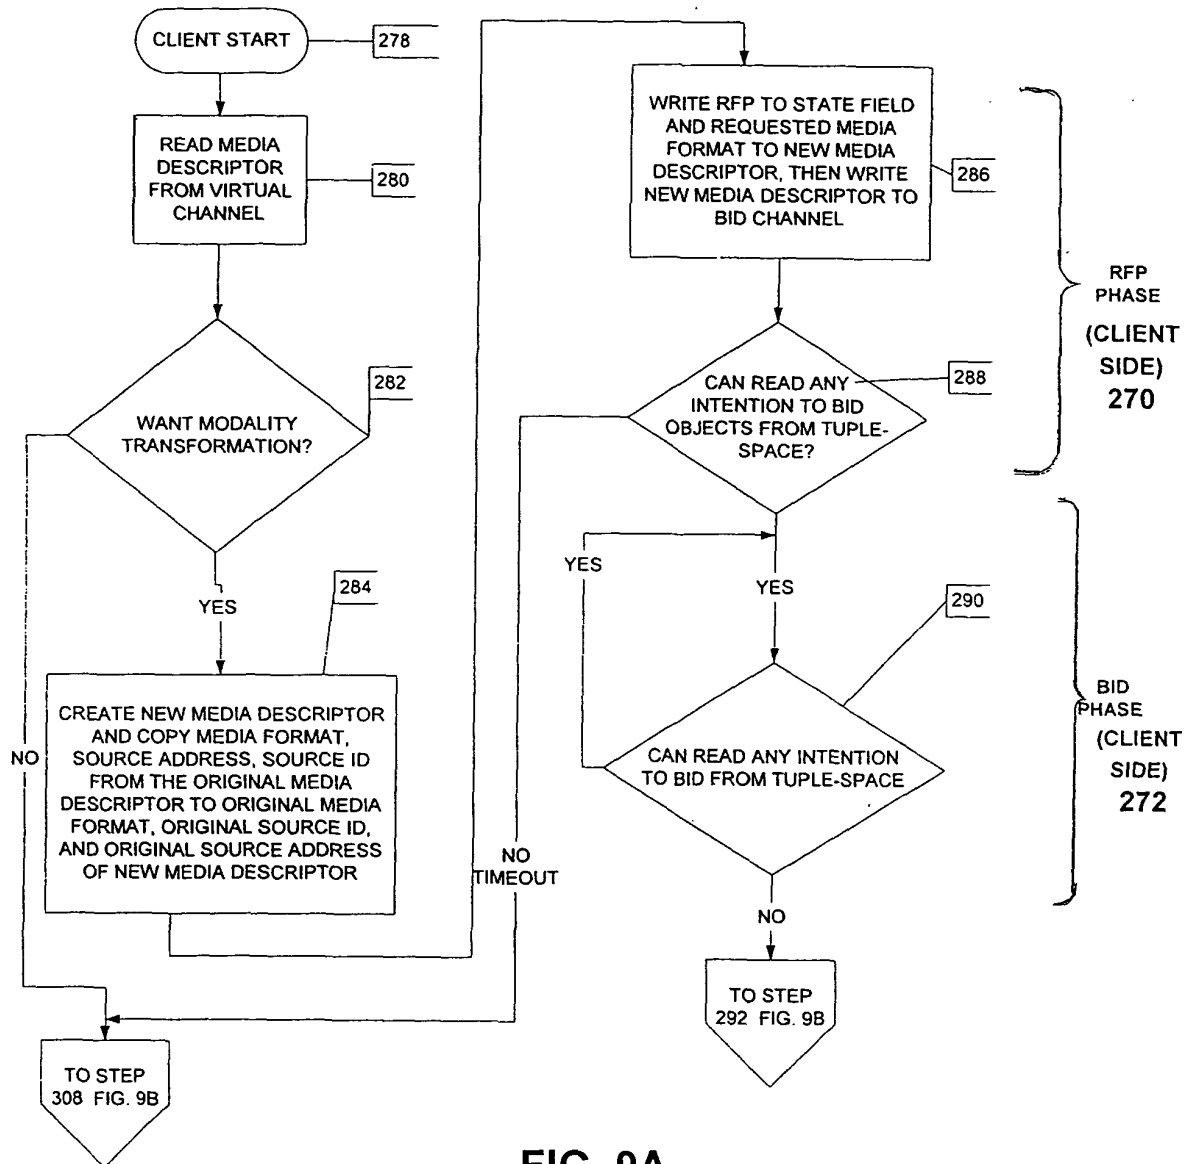 CLIENT START
278
READ MEDIA
DESCRIPTOR
FROM VIRTUAL
CHANNEL
280
WANT MODALITY
TRANSFORMATION?
282
NO
YES
284
CREATE NEW MEDIA DESCRIPTOR
AND COPY MEDIA FORMAT,
SOURCE ADDRESS, SOURCE ID
FROM THE ORIGINAL MEDIA
DESCRIPTOR TO ORIGINAL MEDIA
FORMAT, ORIGINAL SOURCE ID,
AND ORIGINAL SOURCE ADDRESS
OF NEW MEDIA DESCRIPTOR
TO STEP
308 FIG. 9B
WRITE RFP TO STATE FIELD
AND REQUESTED MEDIA
FORMAT TO NEW MEDIA
DESCRIPTOR, THEN WRITE
NEW MEDIA DESCRIPTOR TO
BID CHANNEL
286
CAN READ ANY
INTENTION TO BID
OBJECTS FROM TUPLE-
SPACE?
288
NO
TIMEOUT
YES
YES
290
CAN READ ANY INTENTION
TO BID FROM TUPLE-SPACE
NO
TO STEP
292 FIG. 9B
RFP
PHASE
(CLIENT
SIDE)
270
BID
PHASE
(CLIENT
SIDE)
272
FIG. 9A